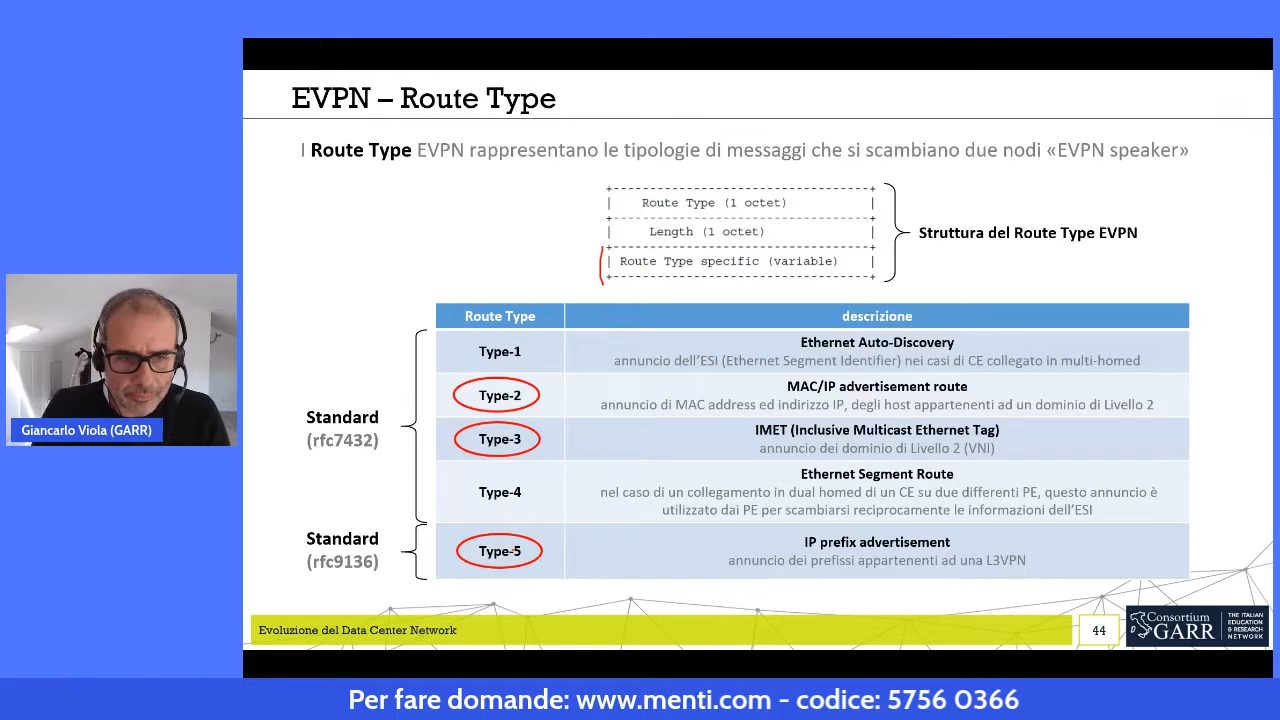 EVPN – Route Type
I Route Type EVPN rappresentano le tipologie di messaggi che si scambiano due nodi «EVPN speaker»
+-----------------------------------+
| Route Type (1 octet) |
+-----------------------------------+
| Length (1 octet) |
+-----------------------------------+
| Route Type specific (variable) |
+-----------------------------------+
Struttura del Route Type EVPN
Route Type descrizione
Type-1
Ethernet Auto-Discovery
annuncio dell'ESI (Ethernet Segment Identifier) nei casi di CE collegato in multi-homed
Type-2
MAC/IP advertisement route
annuncio di MAC address ed indirizzo IP, degli host appartenenti ad un dominio di Livello 2
Type-3
IMET (Inclusive Multicast Ethernet Tag)
annuncio dei dominio di Livello 2 (VNI)
Type-4
Ethernet Segment Route
nel caso di un collegamento in dual homed di un CE su due differenti PE, questo annuncio è
utilizzato dai PE per scambiarsi reciprocamente le informazioni dell'ESI
Type-5
IP prefix advertisement
annuncio dei prefissi appartenenti ad una L3VPN
Standard
(rfc7432)
Standard
(rfc9136)
Giancarlo Viola (GARR)
Evoluzione del Data Center Network
44
Consortium
GARR
THE ITALIAN
EDUCATION
& RESEARCH
NETWORK
Per fare domande: www.menti.com - codice: 5756 0366